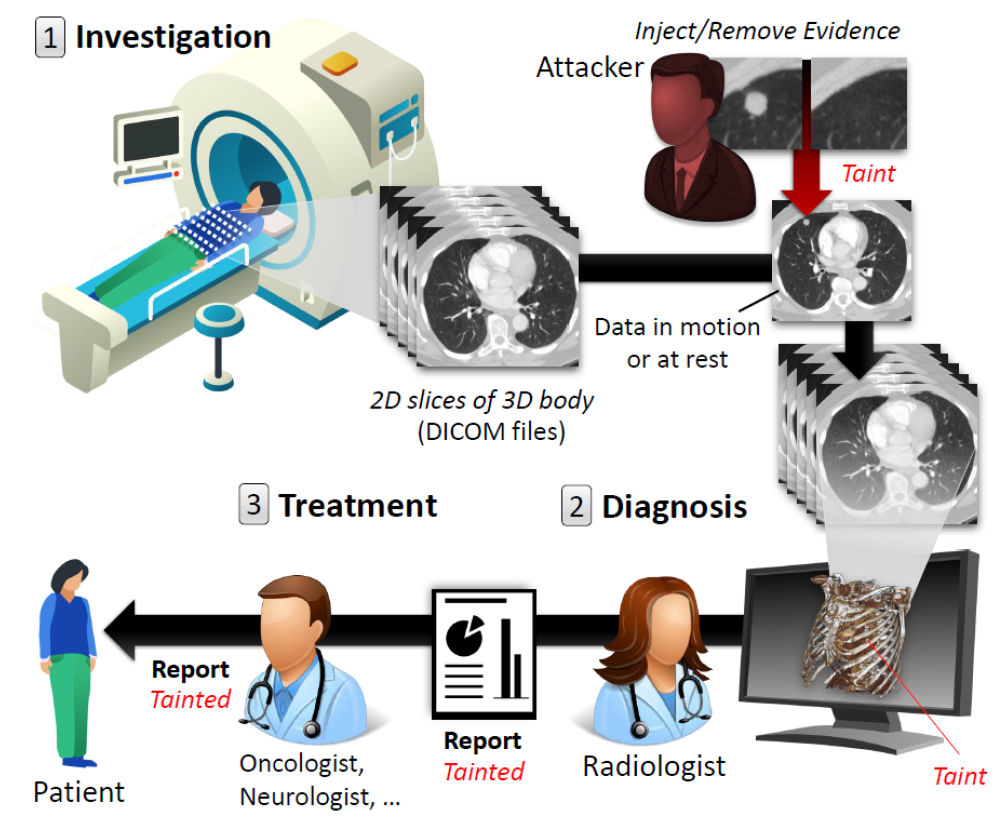 1 Investigation
Inject/Remove Evidence
Attacker
Taint
Data in motion
or at rest
2D slices of 3D body
(DICOM files)
3 Treatment
2 Diagnosis
Report
Tainted
Report
Tainted
Patient
Oncologist,
Neurologist, ...
Radiologist
Taint